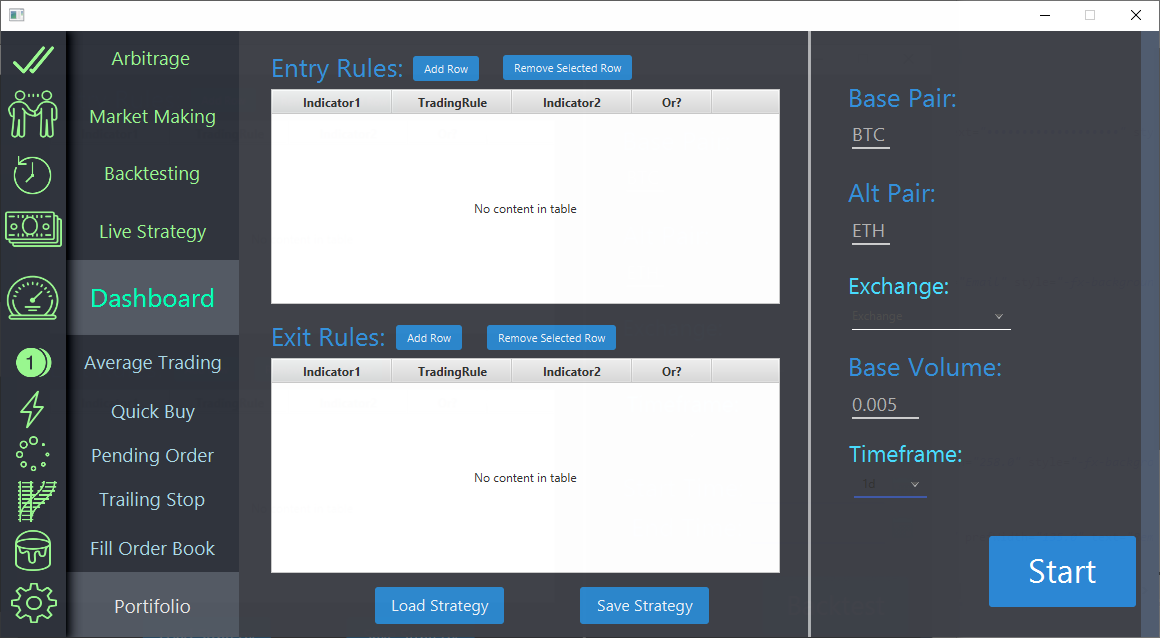 Arbitrage
Market Making
Backtesting
Live Strategy
Dashboard
1
Average Trading
Quick Buy
Pending Order
Trailing Stop
Fill Order Book
Portifolio
Entry Rules: Add Row Remove Selected Row
Indicator1 TradingRule Indicator2 Or?
No content in table
Exit Rules: Add Row Remove Selected Row
Indicator1 TradingRule Indicator2 Or?
No content in table
Load Strategy Save Strategy
Base Pair:
BTC
Alt Pair:
ETH
Exchange:
Exchange
Base Volume:
0.005
Timeframe:
1d
Start